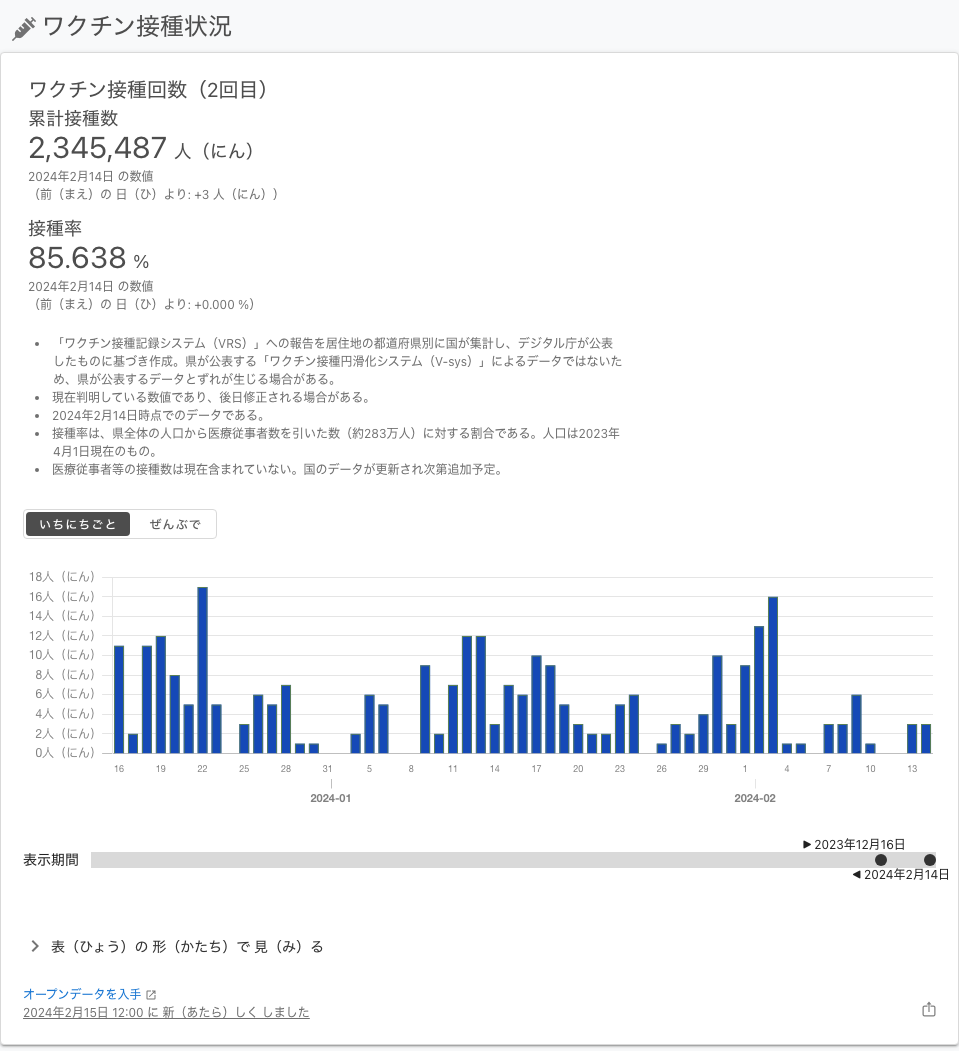 ワクチン接種状況
ワクチン接種回数（2回目）
累計接種数
2,345,487 人（にん）
2024年2月14日 の数値
（前（まえ）の 日（ひ）より: +3 人（にん））
接種率
85.638 %
2024年2月14日 の数値
（前（まえ）の 日（ひ）より: +0.000 %）
• 「ワクチン接種記録システム（VRS）」への報告を居住地の都道府県別に国が集計し、デジタル庁が公表
したものに基づき作成。県が公表する「ワクチン接種円滑化システム（V-sys）」によるデータではないた
め、県が公表するデータとずれが生じる場合がある。
• 現在判明している数値であり、後日修正される場合がある。
• 2024年2月14日時点でのデータである。
• 接種率は、県全体の人口から医療従事者数を引いた数（約283万人）に対する割合である。人口は2023年
4月1日現在のもの。
• 医療従事者等の接種数は現在含まれていない。国のデータが更新され次第追加予定。
いちにちごと ぜんぶで
18人（にん）
16人（にん）
14人（にん）
12人（にん）
10人（にん）
8人（にん）
6人（にん）
4人（にん）
2人（にん）
0人（にん）
16 19 22 25 28 31 5 8 11 14 17 20 23 26 29 1 4 7 10 13
2024-01 2024-02
▶ 2023年12月16日
表示期間
◀ 2024年2月14日
表（ひょう）の 形（かたち）で 見（み）る
オープンデータを入手
2024年2月15日 12:00 に 新（あたら）しく しました